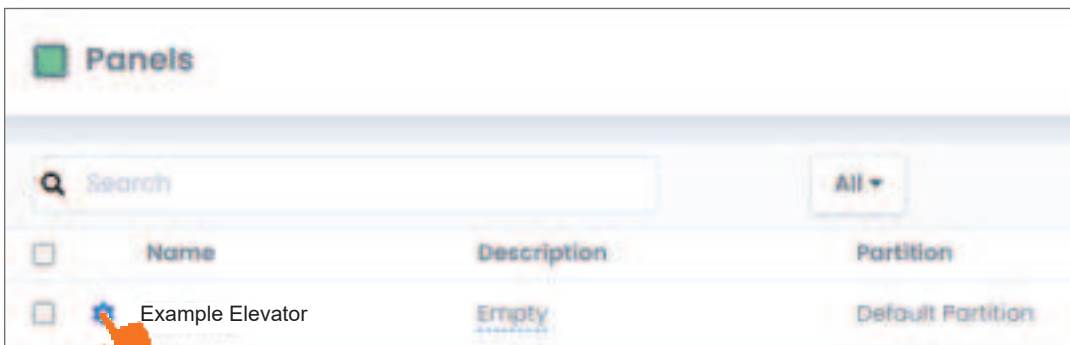 Panels
Search
All
Name Description Partition
Example Elevator Empty Default Partition